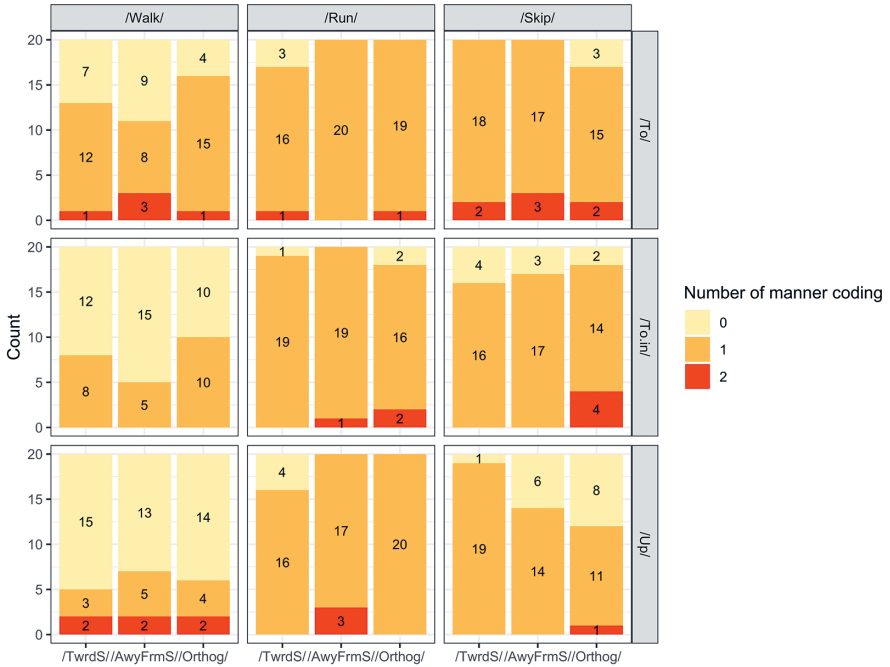 /Walk/ /Run/ /Skip/
20 7 9 4 3 3
15
10 12 8 15 16 20 19 18 17 15
5
0 1 3 1 1 1 2 3 2
/To/
20 12 15 10 1 2 4 3 2
15
10 8 5 10 19 19 16 16 17 14
5
0 1 2 4
/To.in/
20 15 13 14 4 1 6 8
15
10 3 5 4 16 17 20 19 14 11
5
0 2 2 2 3 1
/Up/
Count
/TwrdS/ /AwyFrmS/ /Orthog/ /TwrdS/ /AwyFrmS/ /Orthog/ /TwrdS/ /AwyFrmS/ /Orthog/
Number of manner coding
0
1
2